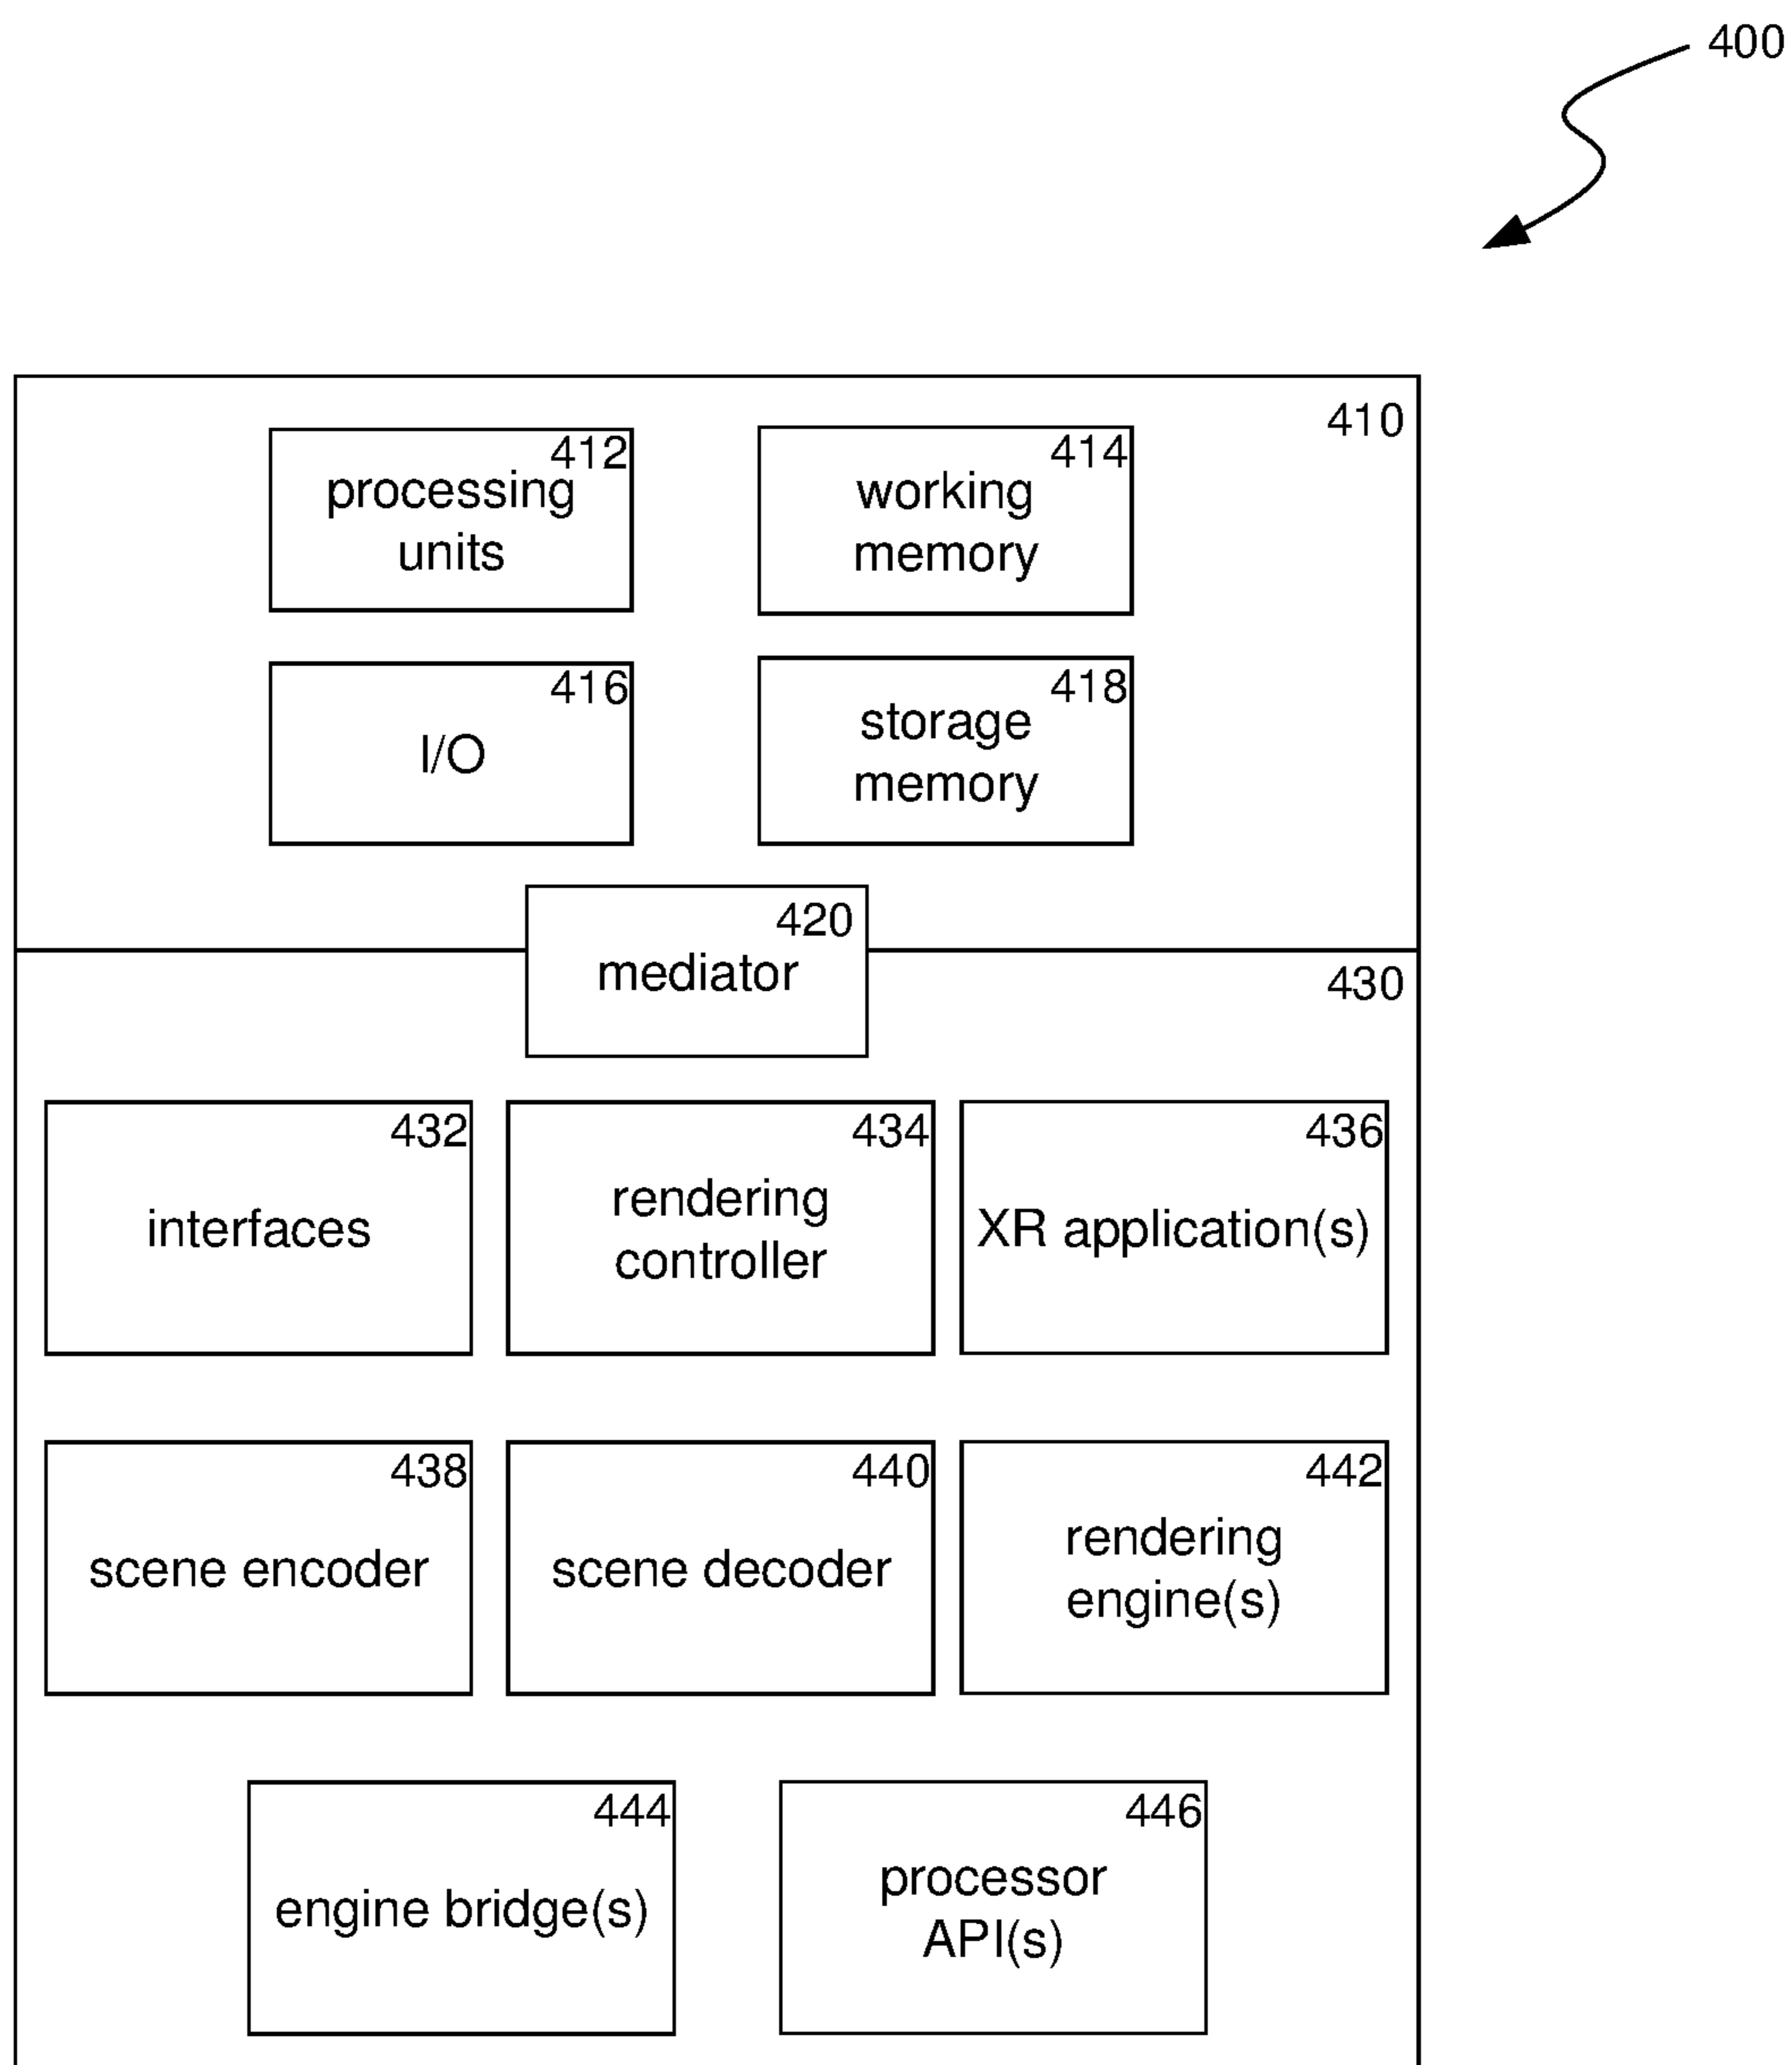 400
410
412
processing
units
414
working
memory
416
I/O
418
storage
memory
420
mediator
430
432
interfaces
434
rendering
controller
436
XR application(s)
438
scene encoder
440
scene decoder
442
rendering
engine(s)
444
engine bridge(s)
446
processor
API(s)